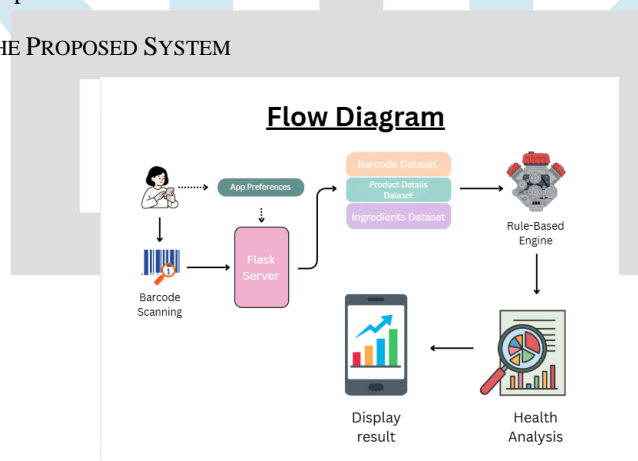 HE PROPOSED SYSTEM
Flow Diagram
App Preferences
Barcode Dataset
Product Details
Dataset
Ingredients Dataset
Rule-Based
Engine
Flask
Server
Barcode
Scanning
Display
result
Health
Analysis